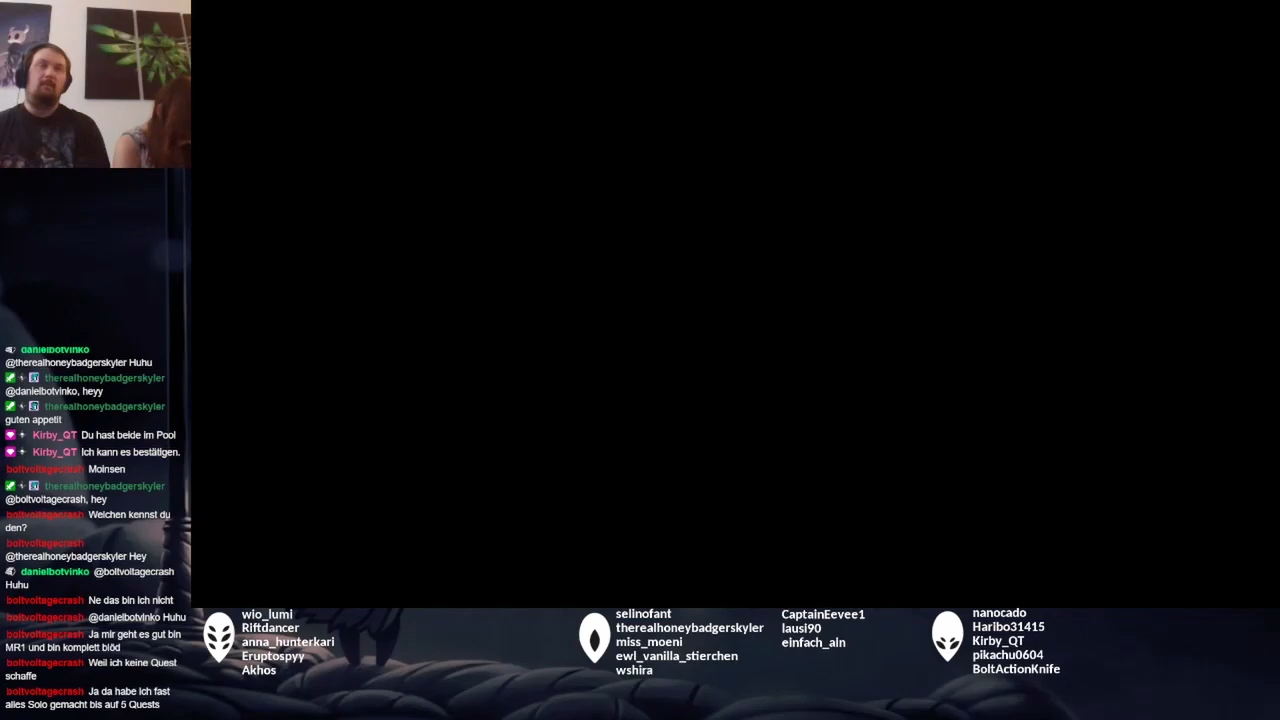 danielbotvinko
@therealhoneybadgerskyler Huhu
therealhoneybadgerskyler
@danielbotvinko, heyy
therealhoneybadgerskyler
guten appetit
Kirby_QT Du hast beide im Pool
Kirby_QT Ich kann es bestätigen.
boltvoltagecrash Moinsen
therealhoneybadgerskyler
@boltvoltagecrash, hey
boltvoltagecrash Welchen kennst du
den?
boltvoltagecrash
@therealhoneybadgerskyler Hey
danielbotvinko @boltvoltagecrash
Huhu
boltvoltagecrash Ne das bin ich nicht
boltvoltagecrash @danielbotvinko Huhu
boltvoltagecrash Ja mir geht es gut bin
MR1 und bin komplett blöd
boltvoltagecrash Weil ich keine Quest
schaffe
boltvoltagecrash Ja da habe ich fast
alles Solo gemacht bis auf 5 Quests
wio_lumi
Riftdancer
anna_hunterkari
Eruptospyy
Akhos
selinofant
therealhoneybadgerskyler
miss_moeni
ewl_vanilla_stierchen
wshira
CaptainEevee1
lausi90
einfach_aln
nanocado
Haribo31415
Kirby_QT
pikachu0604
BoltActionKnife